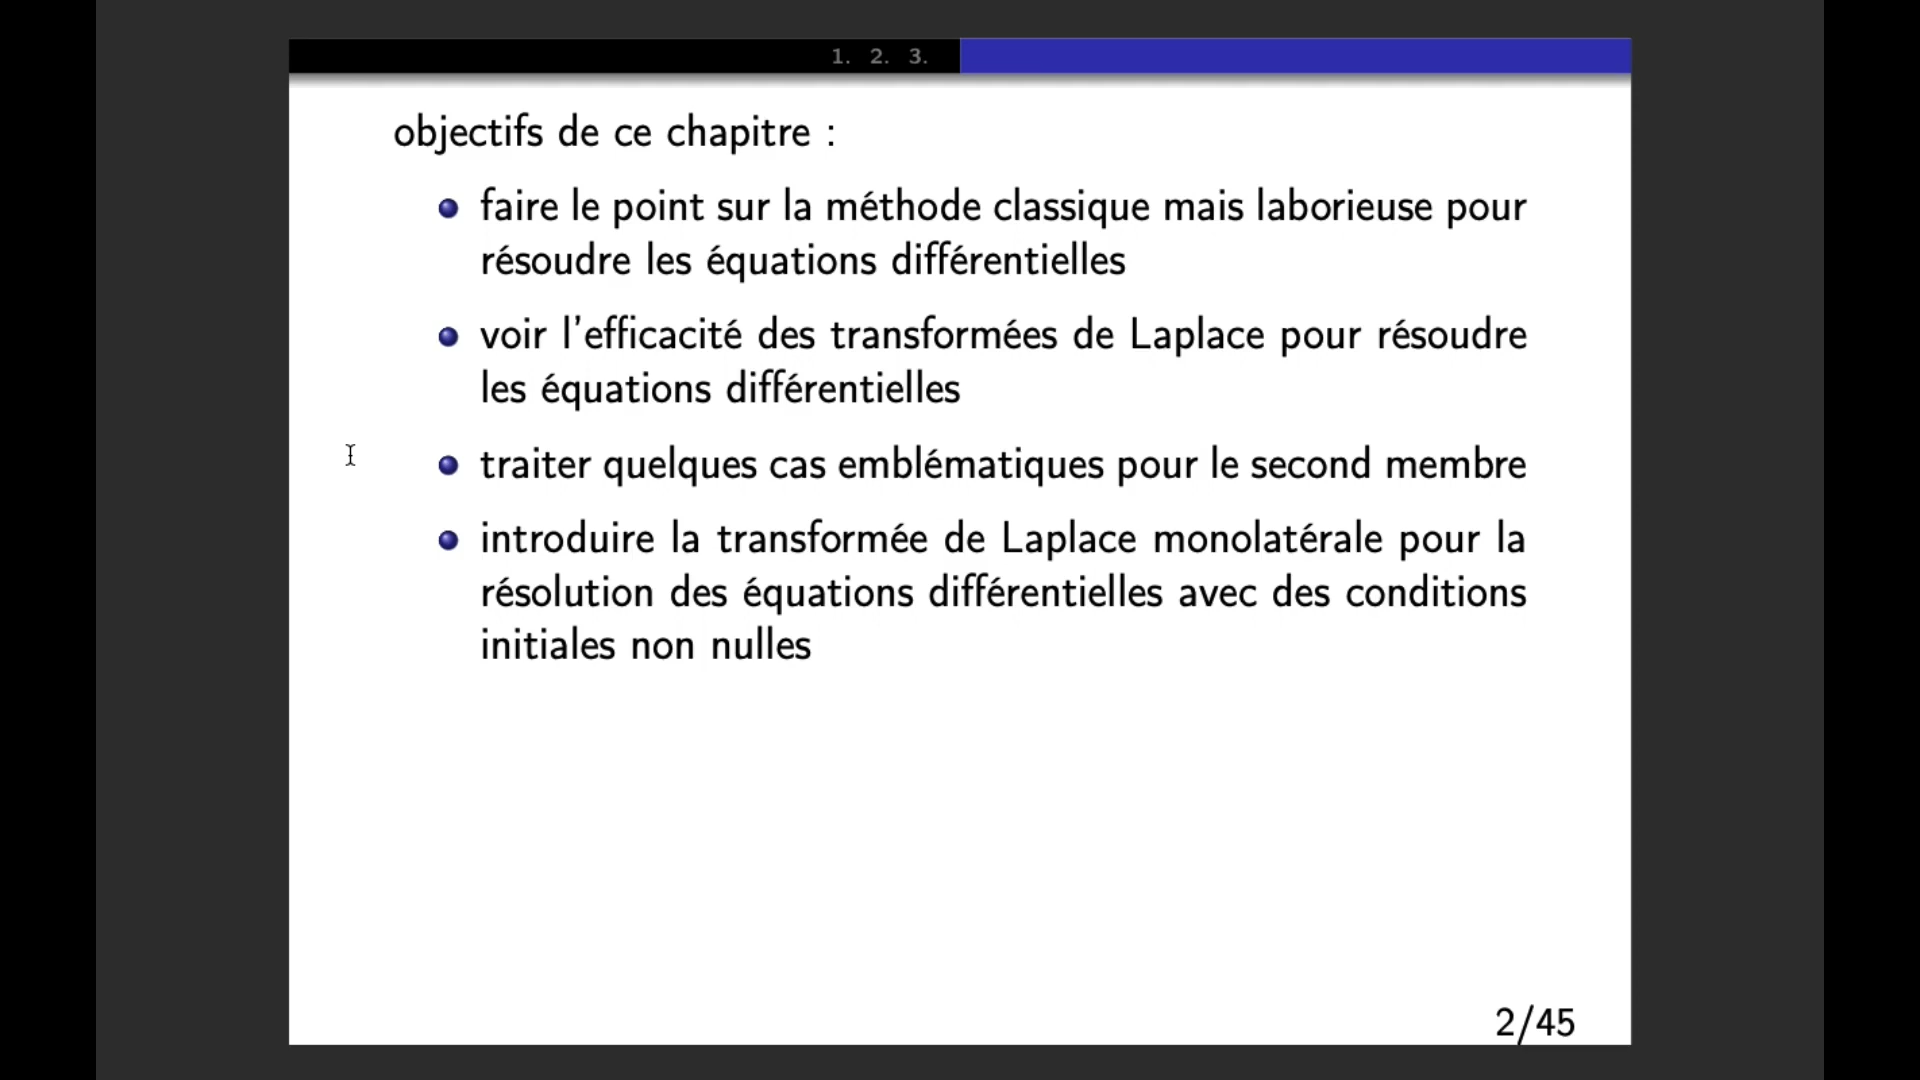 1. 2. 3.
objectifs de ce chapitre :
faire le point sur la méthode classique mais laborieuse pour
résoudre les équations différentielles
voir l'efficacité des transformées de Laplace pour résoudre
les équations différentielles
traiter quelques cas emblématiques pour le second membre
introduire la transformée de Laplace monolatérale pour la
résolution des équations différentielles avec des conditions
initiales non nulles
2/45